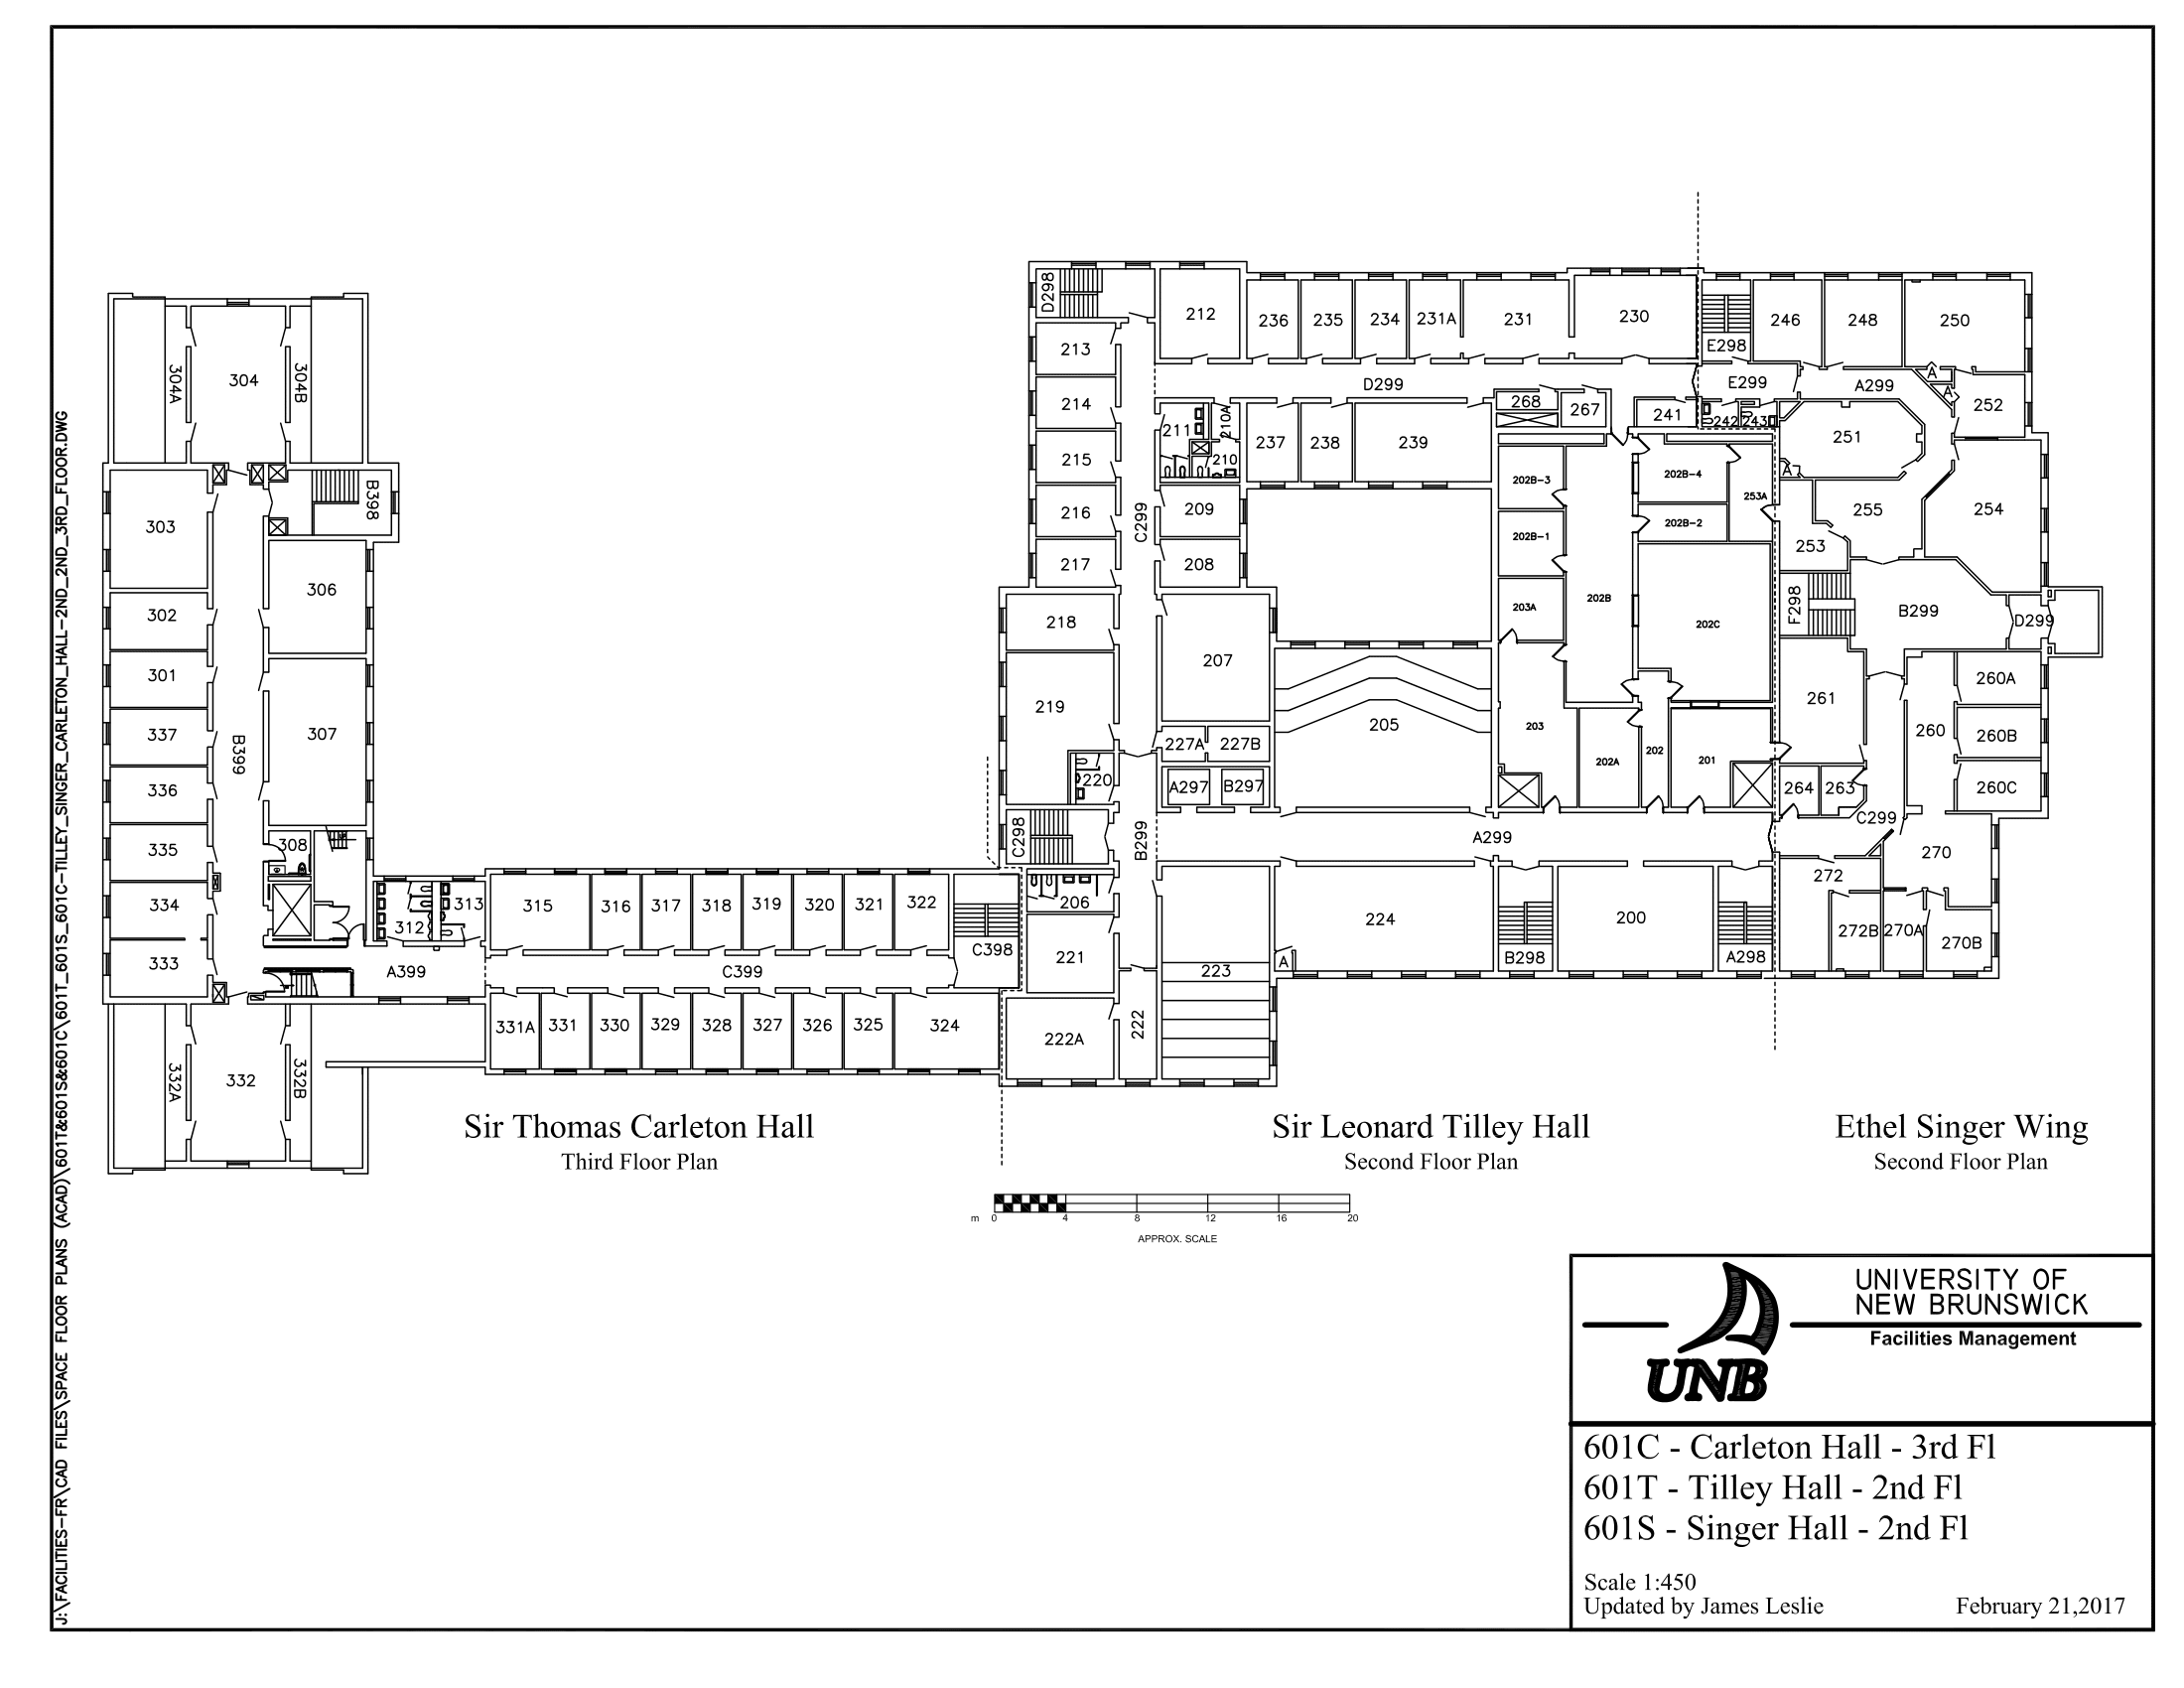 J:\FACILITIES-FR\CAD FILES\SPACE FLOOR PLANS (ACAD)\601T&601S&601C\601T_601S_601C-TILLEY_SINGER_CARLETON_HALL-2ND_2ND_3RD_FLOOR.DWG
304A
304
304B
303
B398
302
306
301
337
307
B399
336
335
308
334
333
312
313
A399
332A
332
332B
315
316
317
318
319
320
321
322
C398
C399
331A
331
330
329
328
327
326
325
324
D298
212
213
214
215
216
217
218
219
220
C298
206
221
222A
222
223
C299
B299
211
210A
210
209
208
207
227A
227B
A297
B297
236
235
234
231A
231
230
D299
237
238
239
268
267
241
202B-3
202B-4
253A
202B-1
202B-2
203A
202B
202C
205
203
202A
202
201
A299
224
A
B298
200
A298
E298
246
248
250
E299
A299
A
A
242
243
252
251
A
255
254
253
F298
B299
D299
261
260
260A
260B
260C
264
263
C299
270
272
272B
270A
270B
Sir Thomas Carleton Hall
Third Floor Plan
Sir Leonard Tilley Hall
Second Floor Plan
Ethel Singer Wing
Second Floor Plan
m 0 4 8 12 16 20
APPROX. SCALE
UNIVERSITY OF
NEW BRUNSWICK
Facilities Management
UNB
601C - Carleton Hall - 3rd Fl
601T - Tilley Hall - 2nd Fl
601S - Singer Hall - 2nd Fl
Scale 1:450
Updated by James Leslie February 21,2017